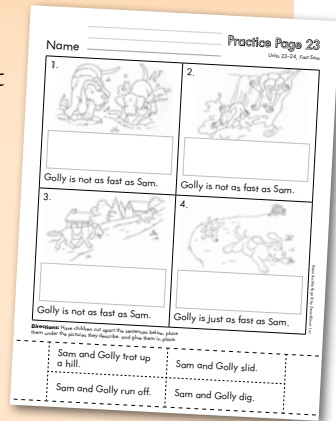 Name
Practice Page 23
Units 23–24, Fast Sam
1.
2.
Golly is not as fast as Sam.
Golly is not as fast as Sam.
3.
4.
Golly is not as fast as Sam.
Golly is just as fast as Sam.
Directions: Have children cut apart the sentences below, place
them under the pictures they describe, and glue them in place.
Sam and Golly trot up
a hill.
Sam and Golly slid.
Sam and Golly run off.
Sam and Golly dig.